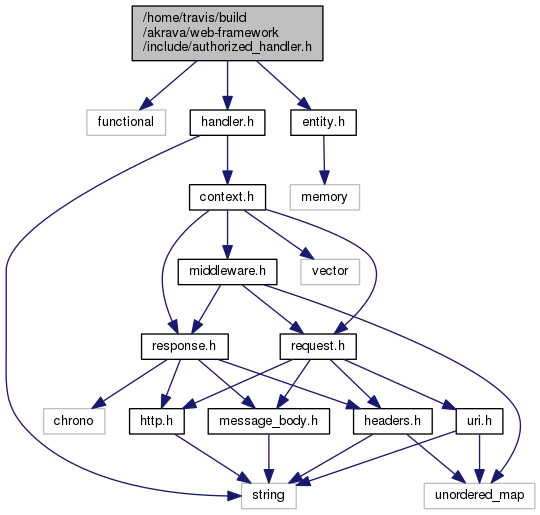 /home/travis/build
/akrava/web-framework
/include/authorized_handler.h
functional
handler.h
entity.h
context.h
memory
middleware.h
vector
response.h
request.h
chrono
http.h
message_body.h
headers.h
uri.h
string
unordered_map